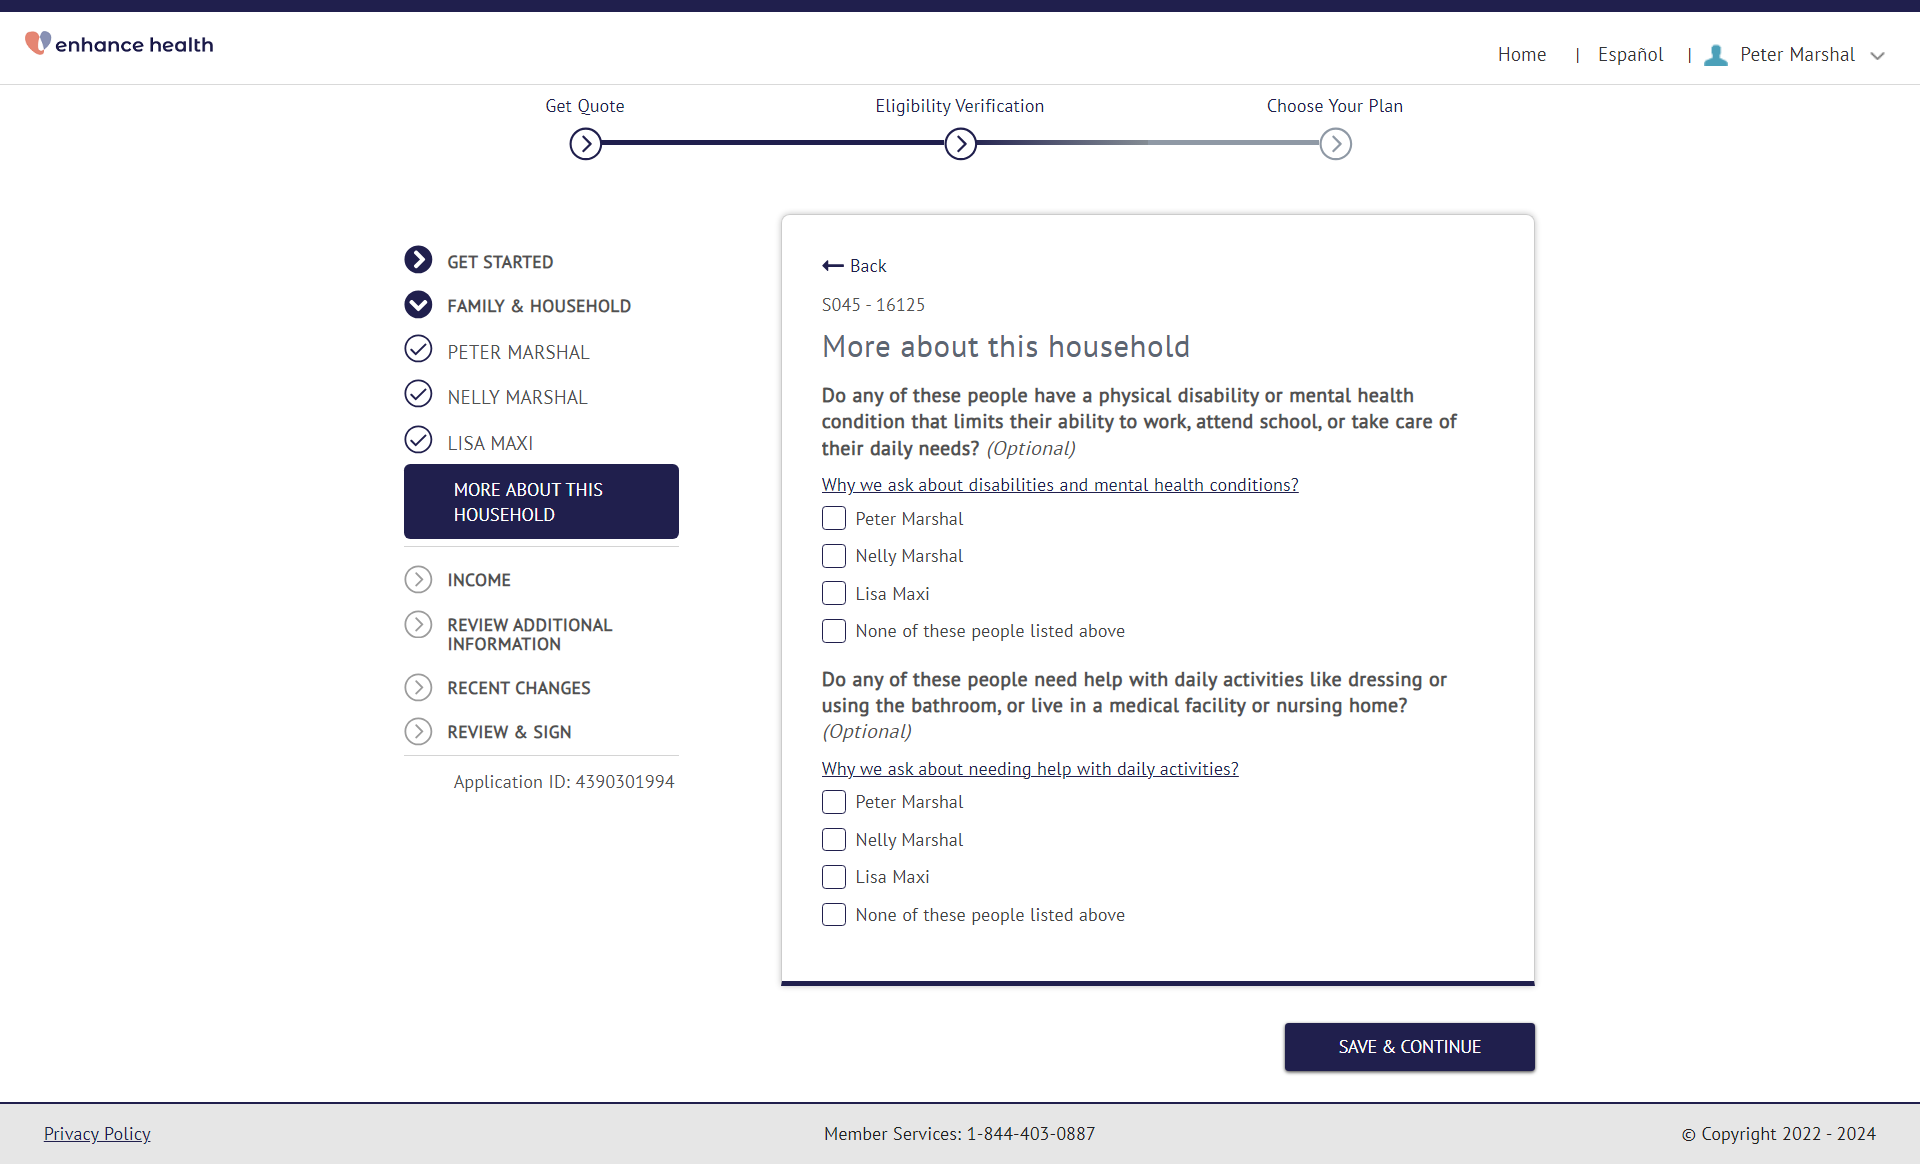 enhance health
Home | Español | Peter Marshal
Get Quote
Eligibility Verification
Choose Your Plan
GET STARTED
FAMILY & HOUSEHOLD
PETER MARSHAL
NELLY MARSHAL
LISA MAXI
MORE ABOUT THIS
HOUSEHOLD
INCOME
REVIEW ADDITIONAL
INFORMATION
RECENT CHANGES
REVIEW & SIGN
Application ID: 4390301994
Back
S045 - 16125
More about this household
Do any of these people have a physical disability or mental health
condition that limits their ability to work, attend school, or take care of
their daily needs? (Optional)
Why we ask about disabilities and mental health conditions?
Peter Marshal
Nelly Marshal
Lisa Maxi
None of these people listed above
Do any of these people need help with daily activities like dressing or
using the bathroom, or live in a medical facility or nursing home?
(Optional)
Why we ask about needing help with daily activities?
Peter Marshal
Nelly Marshal
Lisa Maxi
None of these people listed above
SAVE & CONTINUE
Privacy Policy
Member Services: 1-844-403-0887
© Copyright 2022 - 2024